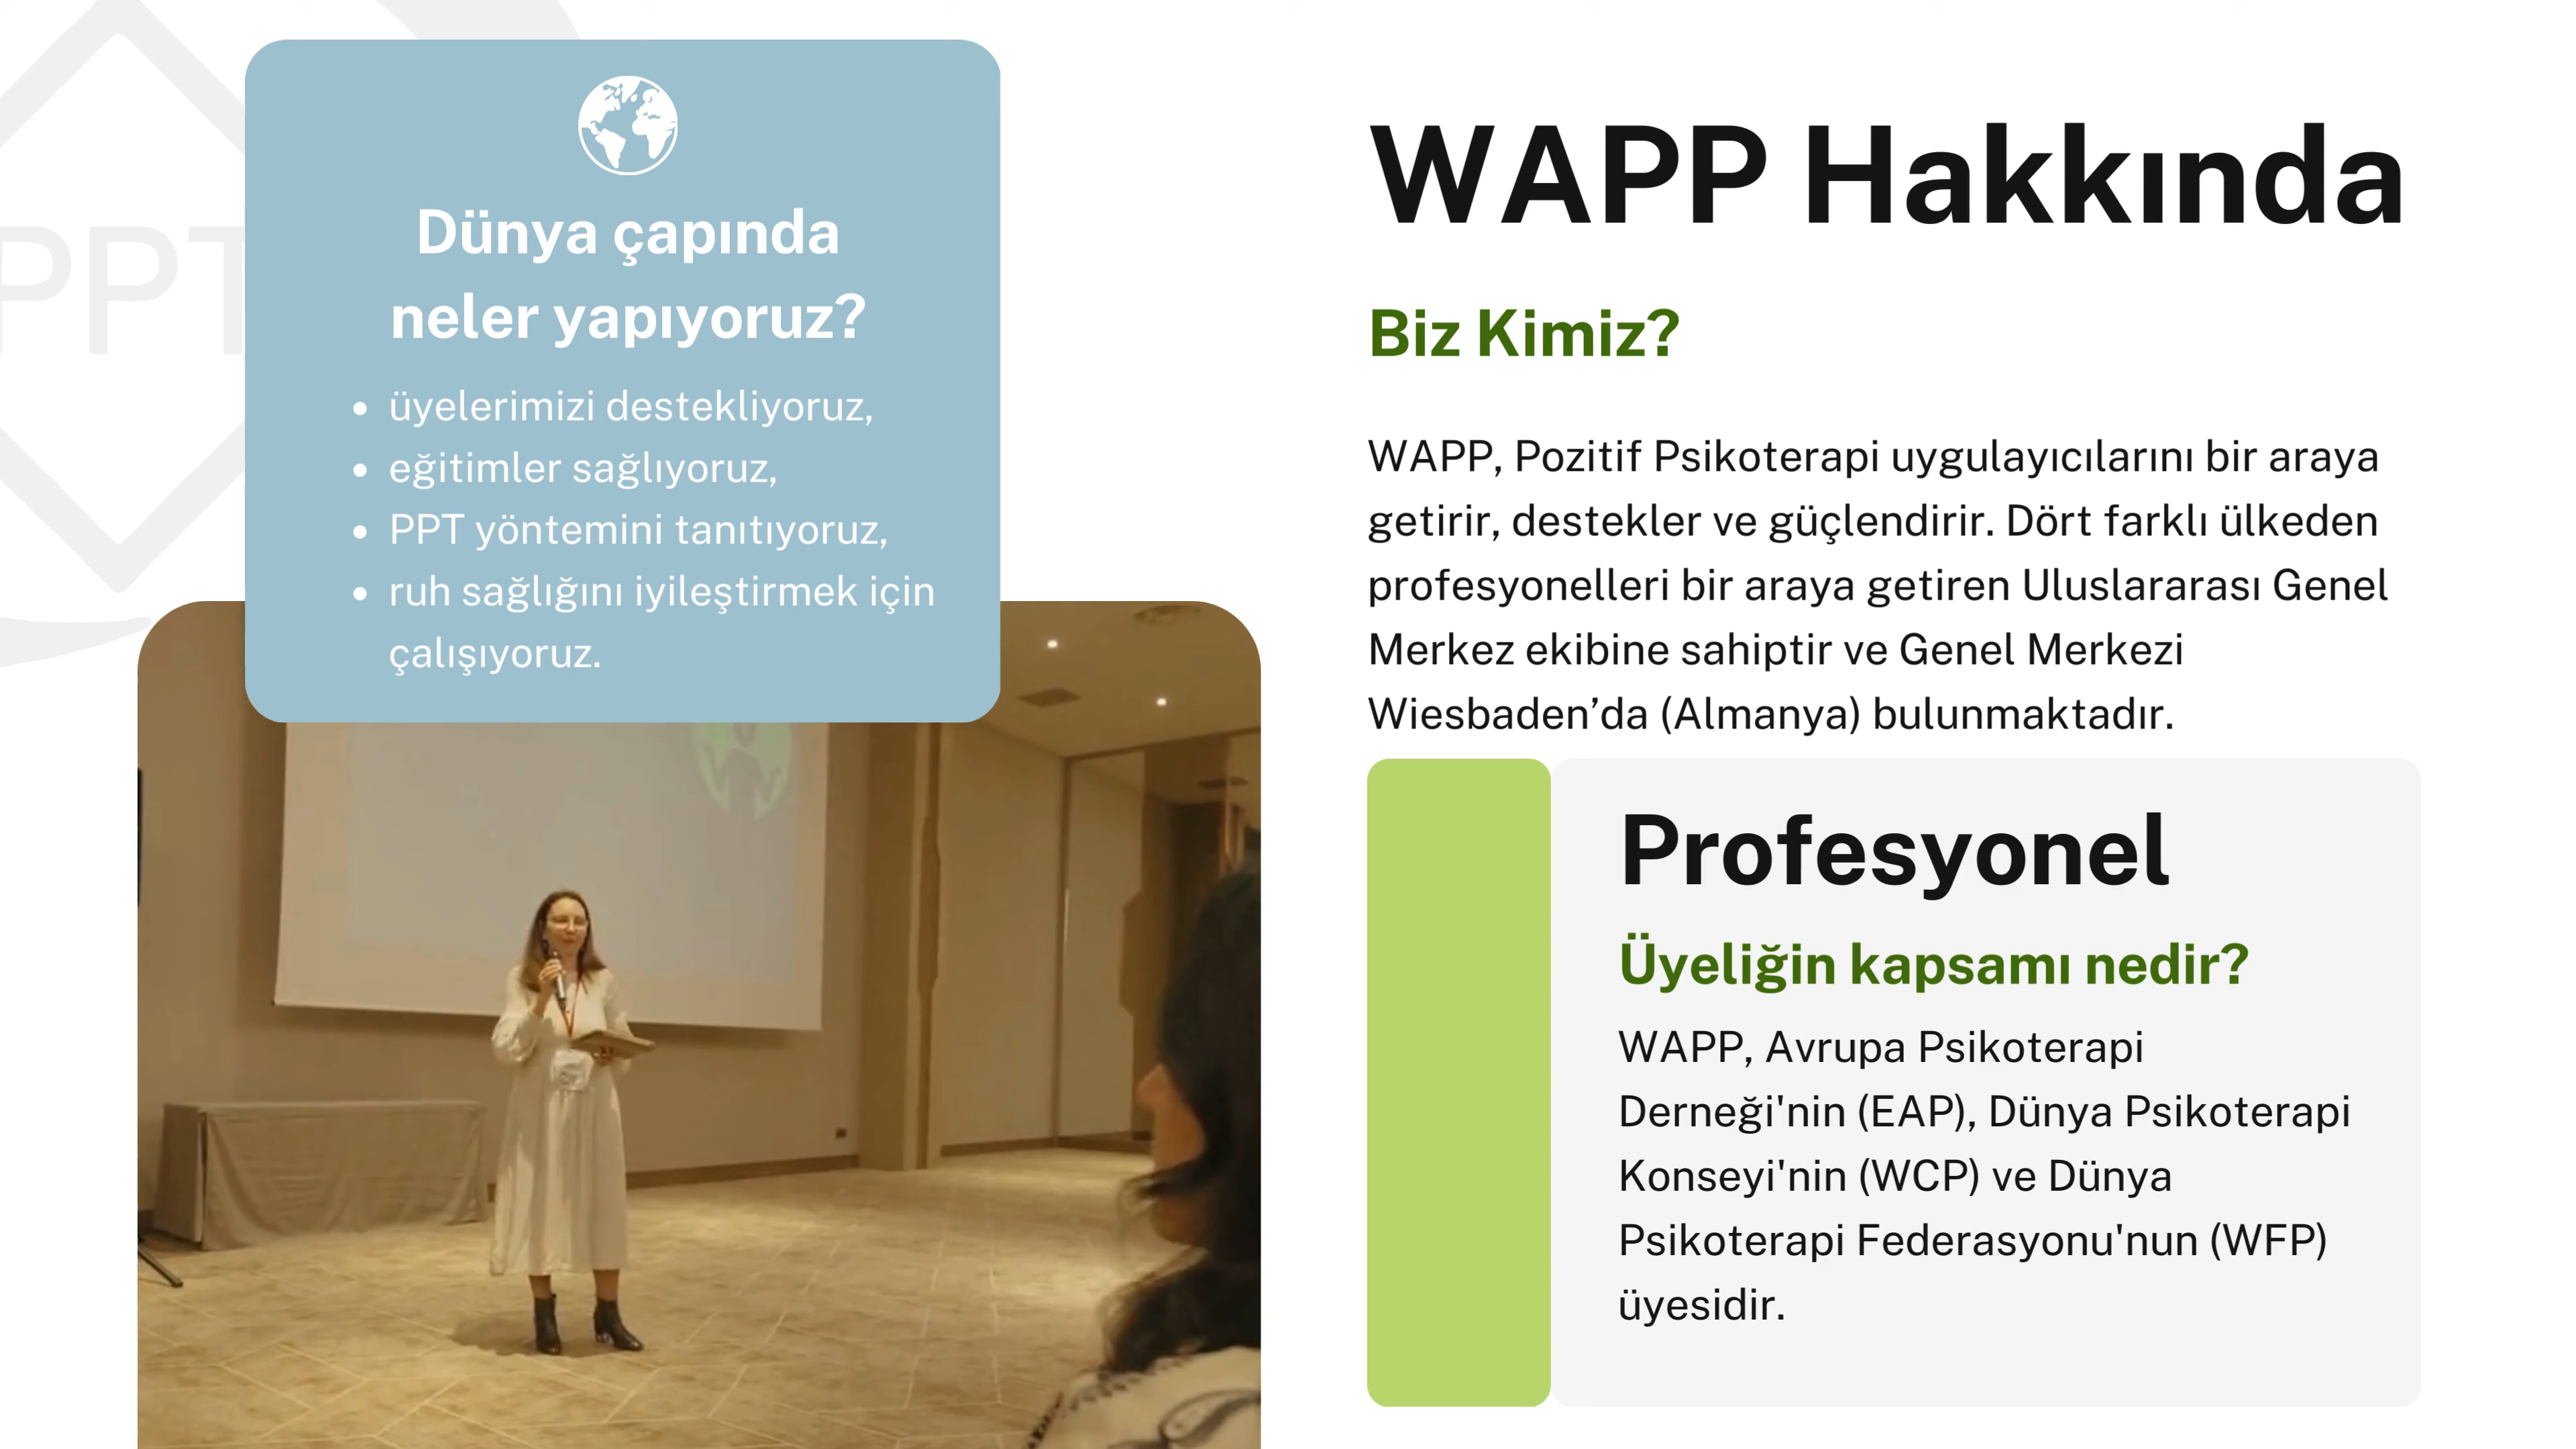 PPT
Dünya çapında
neler yapıyoruz?
• üyelerimizi destekliyoruz,
• eğitimler sağlıyoruz,
• PPT yöntemini tanıtıyoruz,
• ruh sağlığını iyileştirmek için
çalışıyoruz.
WAPP Hakkında
Biz Kimiz?
WAPP, Pozitif Psikoterapi uygulayıcılarını bir araya
getirir, destekler ve güçlendirir. Dört farklı ülkeden
profesyonelleri bir araya getiren Uluslararası Genel
Merkez ekibine sahiptir ve Genel Merkezi
Wiesbaden’da (Almanya) bulunmaktadır.
Profesyonel
Üyeliğin kapsamı nedir?
WAPP, Avrupa Psikoterapi
Derneği'nin (EAP), Dünya Psikoterapi
Konseyi'nin (WCP) ve Dünya
Psikoterapi Federasyonu'nun (WFP)
üyesidir.